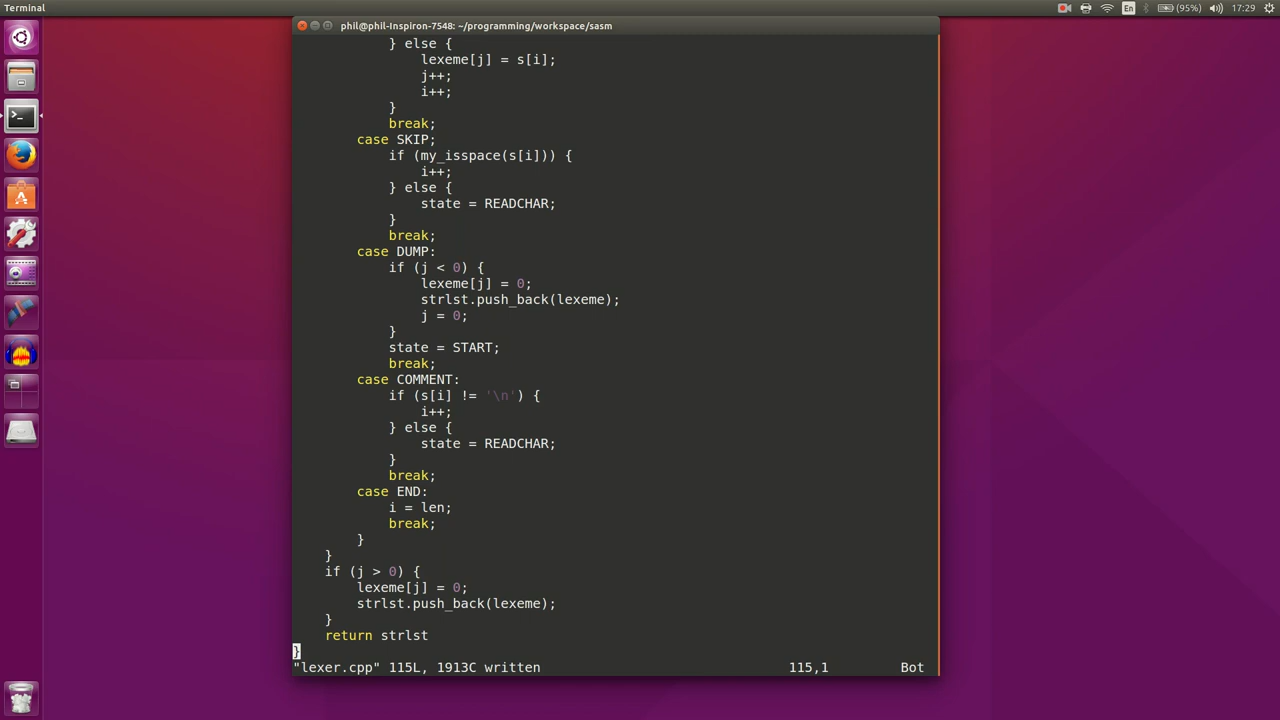 Terminal
En
(95%)
17:29
phil@phil-Inspiron-7548: ~/programming/workspace/sasm
} else {
lexeme[j] = s[i];
j++;
i++;
}
break;
case SKIP;
if (my_isspace(s[i])) {
i++;
} else {
state = READCHAR;
}
break;
case DUMP:
if (j < 0) {
lexeme[j] = 0;
strlst.push_back(lexeme);
j = 0;
}
state = START;
break;
case COMMENT:
if (s[i] != '\n') {
i++;
} else {
state = READCHAR;
}
break;
case END:
i = len;
break;
}
}
if (j > 0) {
lexeme[j] = 0;
strlst.push_back(lexeme);
}
return strlst
}
"lexer.cpp" 115L, 1913C written 115,1 Bot